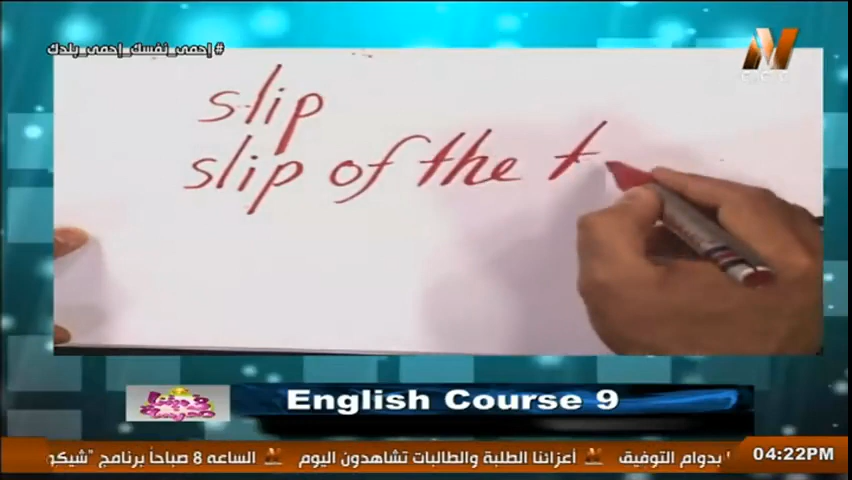 #إحمي_نفسك_إحمي_بلدك
slip
slip of the t
English Course 9
بدوام التوفيق أعزائنا الطلبة والطالبات تشاهدون اليوم الساعه 8 صباحاً برنامج "شيكو
04:22PM